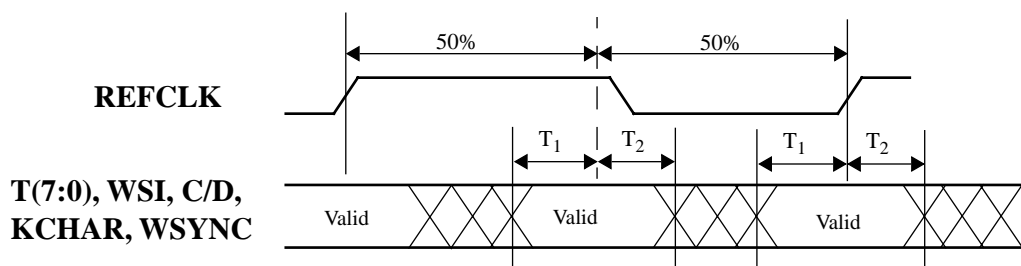 50% 50%
REFCLK
T1 T2 T1 T2
T(7:0), WSI, C/D,
KCHAR, WSYNC
Valid Valid Valid